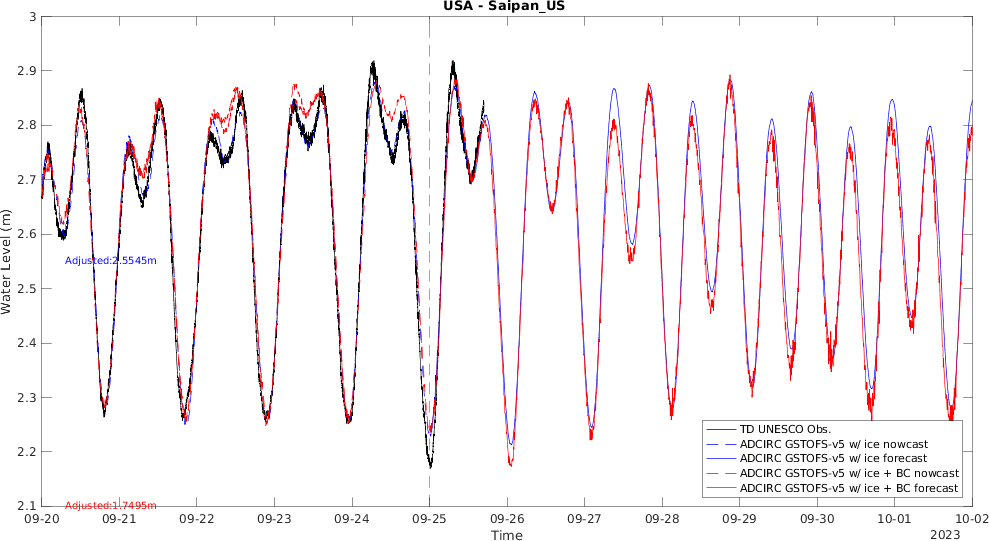 USA - Saipan_US
3
2.9
2.8
2.7
2.6
2.5
2.4
2.3
2.2
2.1
Water Level (m)
Adjusted:2.5545m
Adjusted:1.7495m
TD UNESCO Obs.
ADCIRC GSTOFS-v5 w/ ice nowcast
ADCIRC GSTOFS-v5 w/ ice forecast
ADCIRC GSTOFS-v5 w/ ice + BC nowcast
ADCIRC GSTOFS-v5 w/ ice + BC forecast
09-20 09-21 09-22 09-23 09-24 09-25 09-26 09-27 09-28 09-29 09-30 10-01 10-02
Time
2023